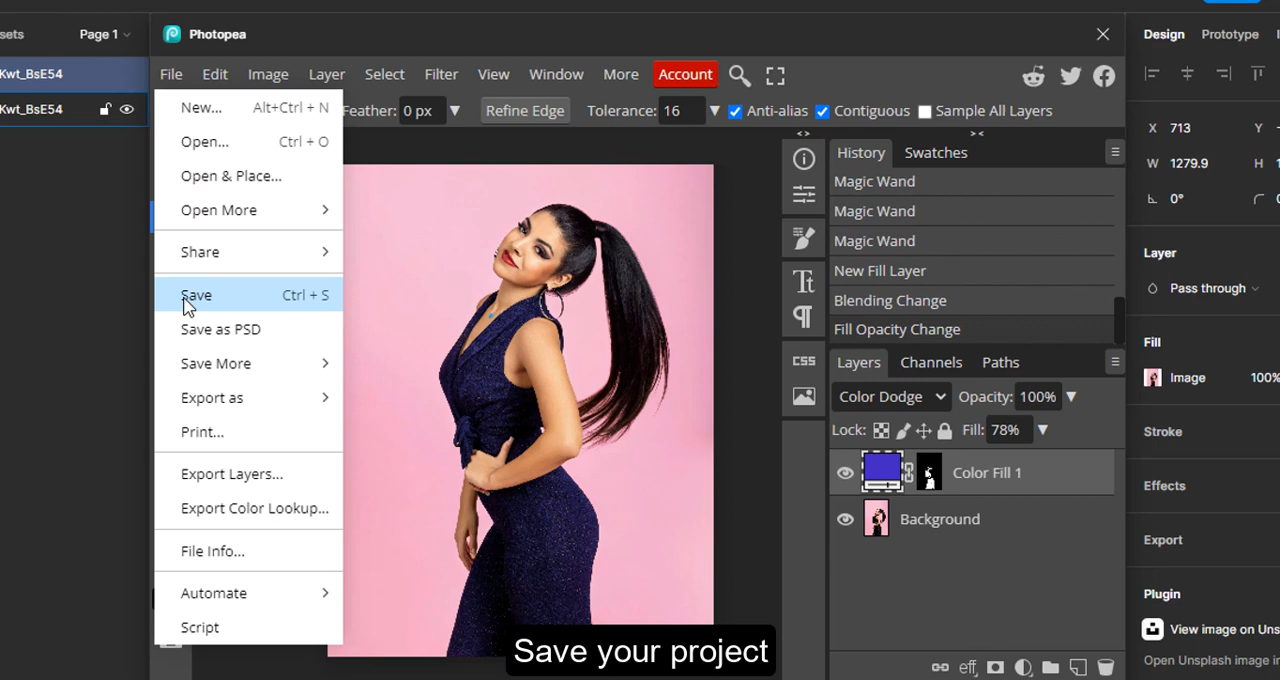 sets
Page 1
Photopea
Design
Prototype
Kwt_BsE54
Kwt_BsE54
File
Edit
Image
Layer
Select
Filter
View
Window
More
Account
Feather: 0 px
Refine Edge
Tolerance: 16
Anti-alias
Contiguous
Sample All Layers
New... Alt+Ctrl + N
Open... Ctrl + O
Open & Place...
Open More
Share
Save Ctrl + S
Save as PSD
Save More
Export as
Print...
Export Layers...
Export Color Lookup...
File Info...
Automate
Script
< >
> <
CSS
History
Swatches
Magic Wand
Magic Wand
Magic Wand
New Fill Layer
Blending Change
Fill Opacity Change
Layers
Channels
Paths
Color Dodge
Opacity: 100%
Lock:
Fill: 78%
Color Fill 1
Background
eff
X 713
Y
W 1279.9
H
0°
Layer
Pass through
Fill
Image 100%
Stroke
Effects
Export
Plugin
View image on Uns
Open Unsplash image in
Save your project